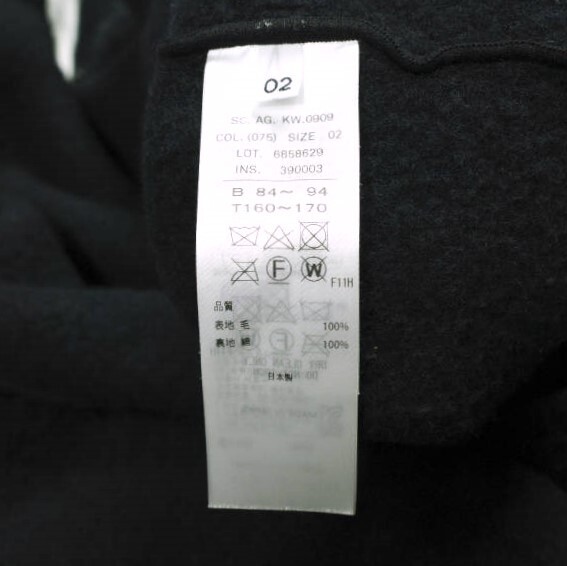 02
SC. AG. KW.0909
COL.(075) SIZE 02
LOT. 6858629
INS. 390003
B 84～ 94
T160～170
F W F11H
品質
表地 毛 100%
裏地 綿 100%
日本製